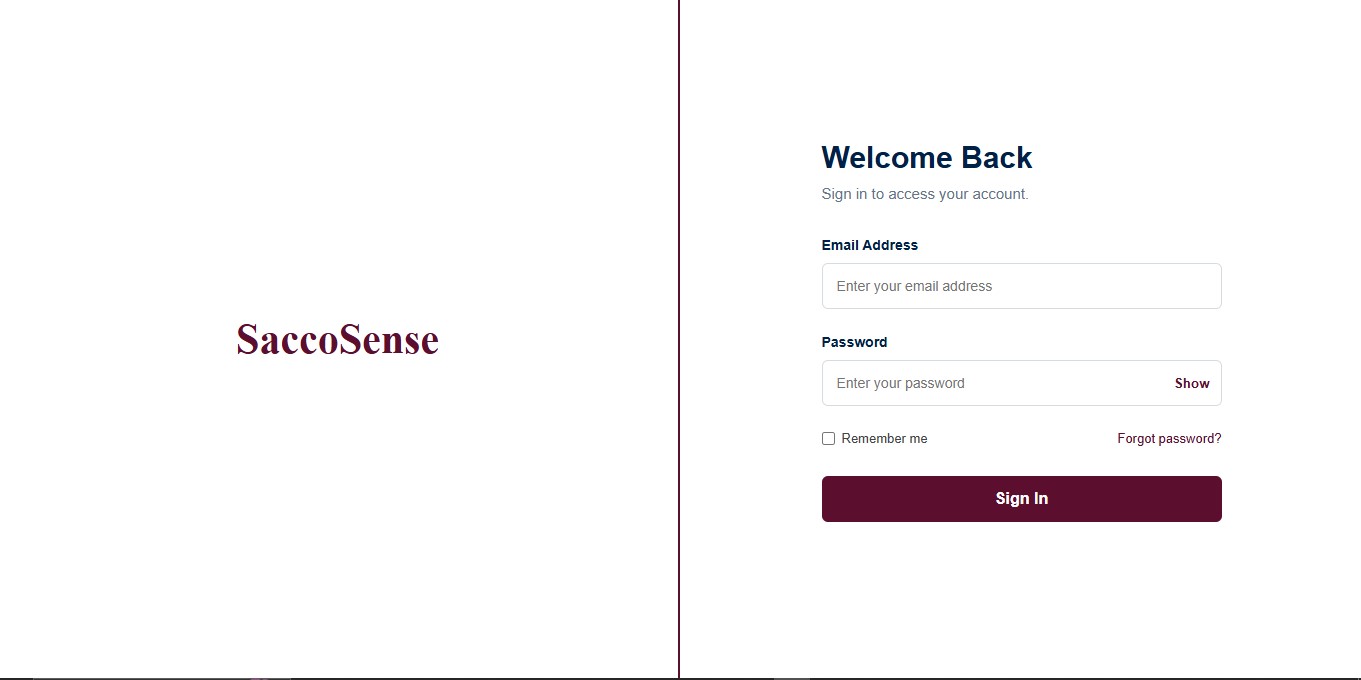 SaccoSense
Welcome Back
Sign in to access your account.
Email Address
Enter your email address
Password
Enter your password
Show
Remember me
Forgot password?
Sign In